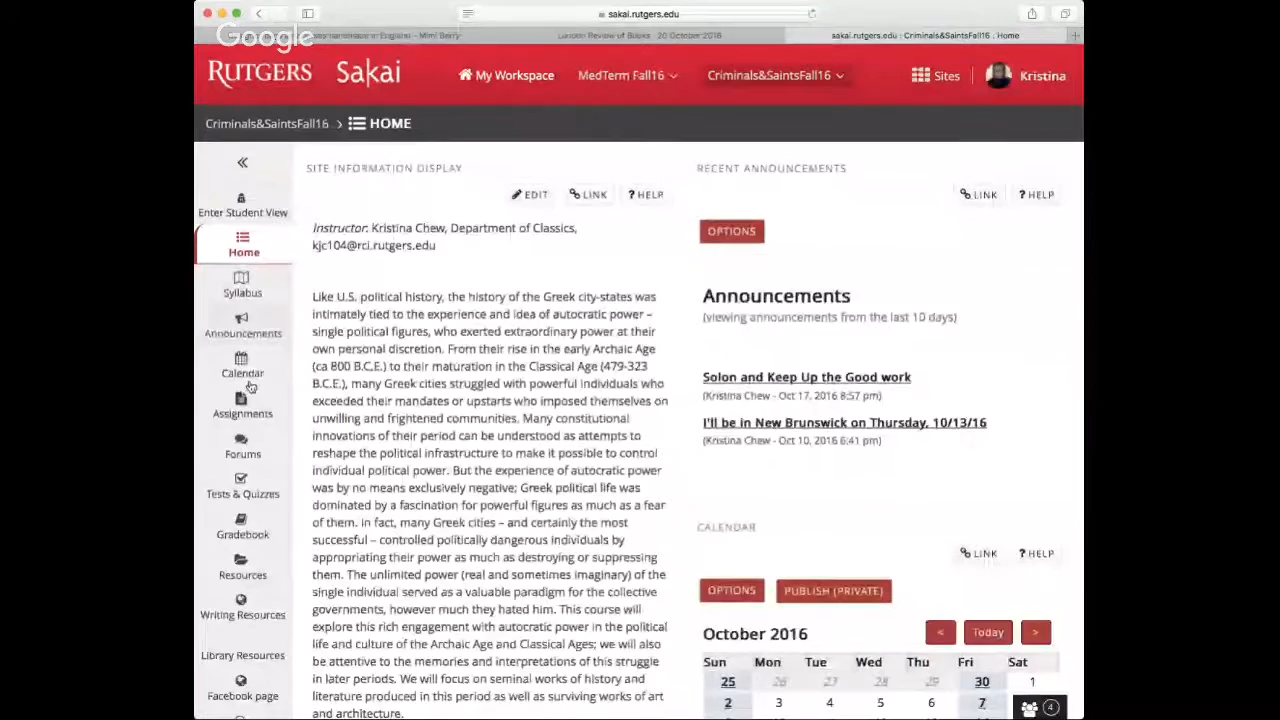 sakai.rutgers.edu
Google
London Review of Books · 20 October 2016
sakai.rutgers.edu : Criminals&SaintsFall16 : Home
RUTGERS Sakai
My Workspace
MedTerm Fall16
Criminals&SaintsFall16
Sites
Kristina
CriminalS&SaintsFall16 > HOME
Enter Student View
Home
Syllabus
Announcements
Calendar
Assignments
Forums
Tests & Quizzes
Gradebook
Resources
Writing Resources
Library Resources
Facebook page
SITE INFORMATION DISPLAY
EDIT LINK ? HELP
Instructor: Kristina Chew, Department of Classics,
kjc104@rci.rutgers.edu
Like U.S. political history, the history of the Greek city-states was
intimately tied to the experience and idea of autocratic power –
single political figures, who exerted extraordinary power at their
own personal discretion. From their rise in the early Archaic Age
(ca 800 B.C.E.) to their maturation in the Classical Age (479-323
B.C.E.), many Greek cities struggled with powerful individuals who
exceeded their mandates or upstarts who imposed themselves on
unwilling and frightened communities. Many constitutional
innovations of their period can be understood as attempts to
reshape the political infrastructure to make it possible to control
individual political power. But the experience of autocratic power
was by no means exclusively negative; Greek political life was
dominated by a fascination for powerful figures as much as a fear
of them. In fact, many Greek cities – and certainly the most
successful – controlled politically dangerous individuals by
appropriating their power as much as destroying or suppressing
them. The unlimited power (real and sometimes imaginary) of the
single individual served as a valuable paradigm for the collective
governments, however much they hated him. This course will
explore this rich engagement with autocratic power in the political
life and culture of the Archaic Age and Classical Ages; we will also
be attentive to the memories and interpretations of this struggle
in later periods. We will focus on seminal works of history and
literature produced in this period as well as surviving works of art
and architecture.
RECENT ANNOUNCEMENTS
LINK ? HELP
OPTIONS
Announcements
(viewing announcements from the last 10 days)
Solon and Keep Up the Good work
(Kristina Chew - Oct 17, 2016 8:57 pm)
I'll be in New Brunswick on Thursday, 10/13/16
(Kristina Chew - Oct 10, 2016 6:41 pm)
CALENDAR
LINK ? HELP
OPTIONS PUBLISH (PRIVATE)
October 2016
< Today >
Sun Mon Tue Wed Thu Fri Sat
25 26 27 28 29 30 1
2 3 4 5 6 7
4